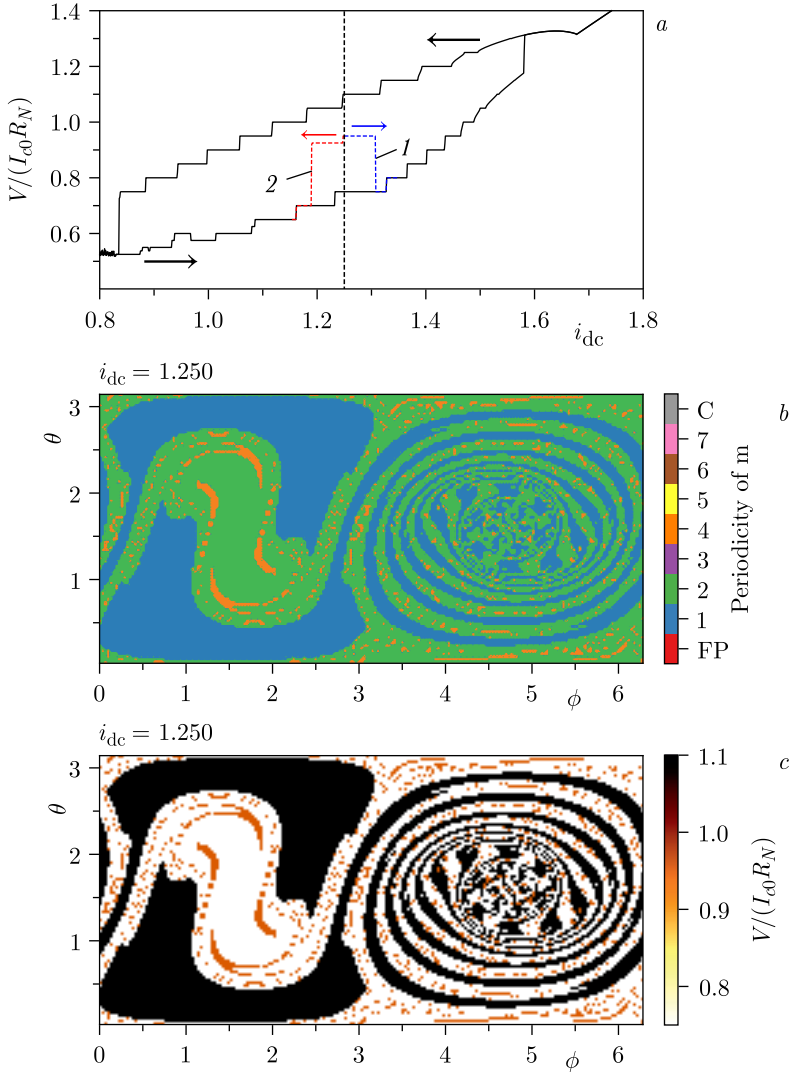 a
V/(I_{c0}R_N)
1.4
1.2
1.0
0.8
0.6
1
2
0.8 1.0 1.2 1.4 1.6 1.8
i_{dc}
i_{dc} = 1.250
b
θ
3
2
1
0 1 2 3 4 5 6
ϕ
C
7
6
5
4
3
2
1
FP
Periodicity of m
i_{dc} = 1.250
c
θ
3
2
1
0 1 2 3 4 5 6
ϕ
1.1
1.0
0.9
0.8
V/(I_{c0}R_N)